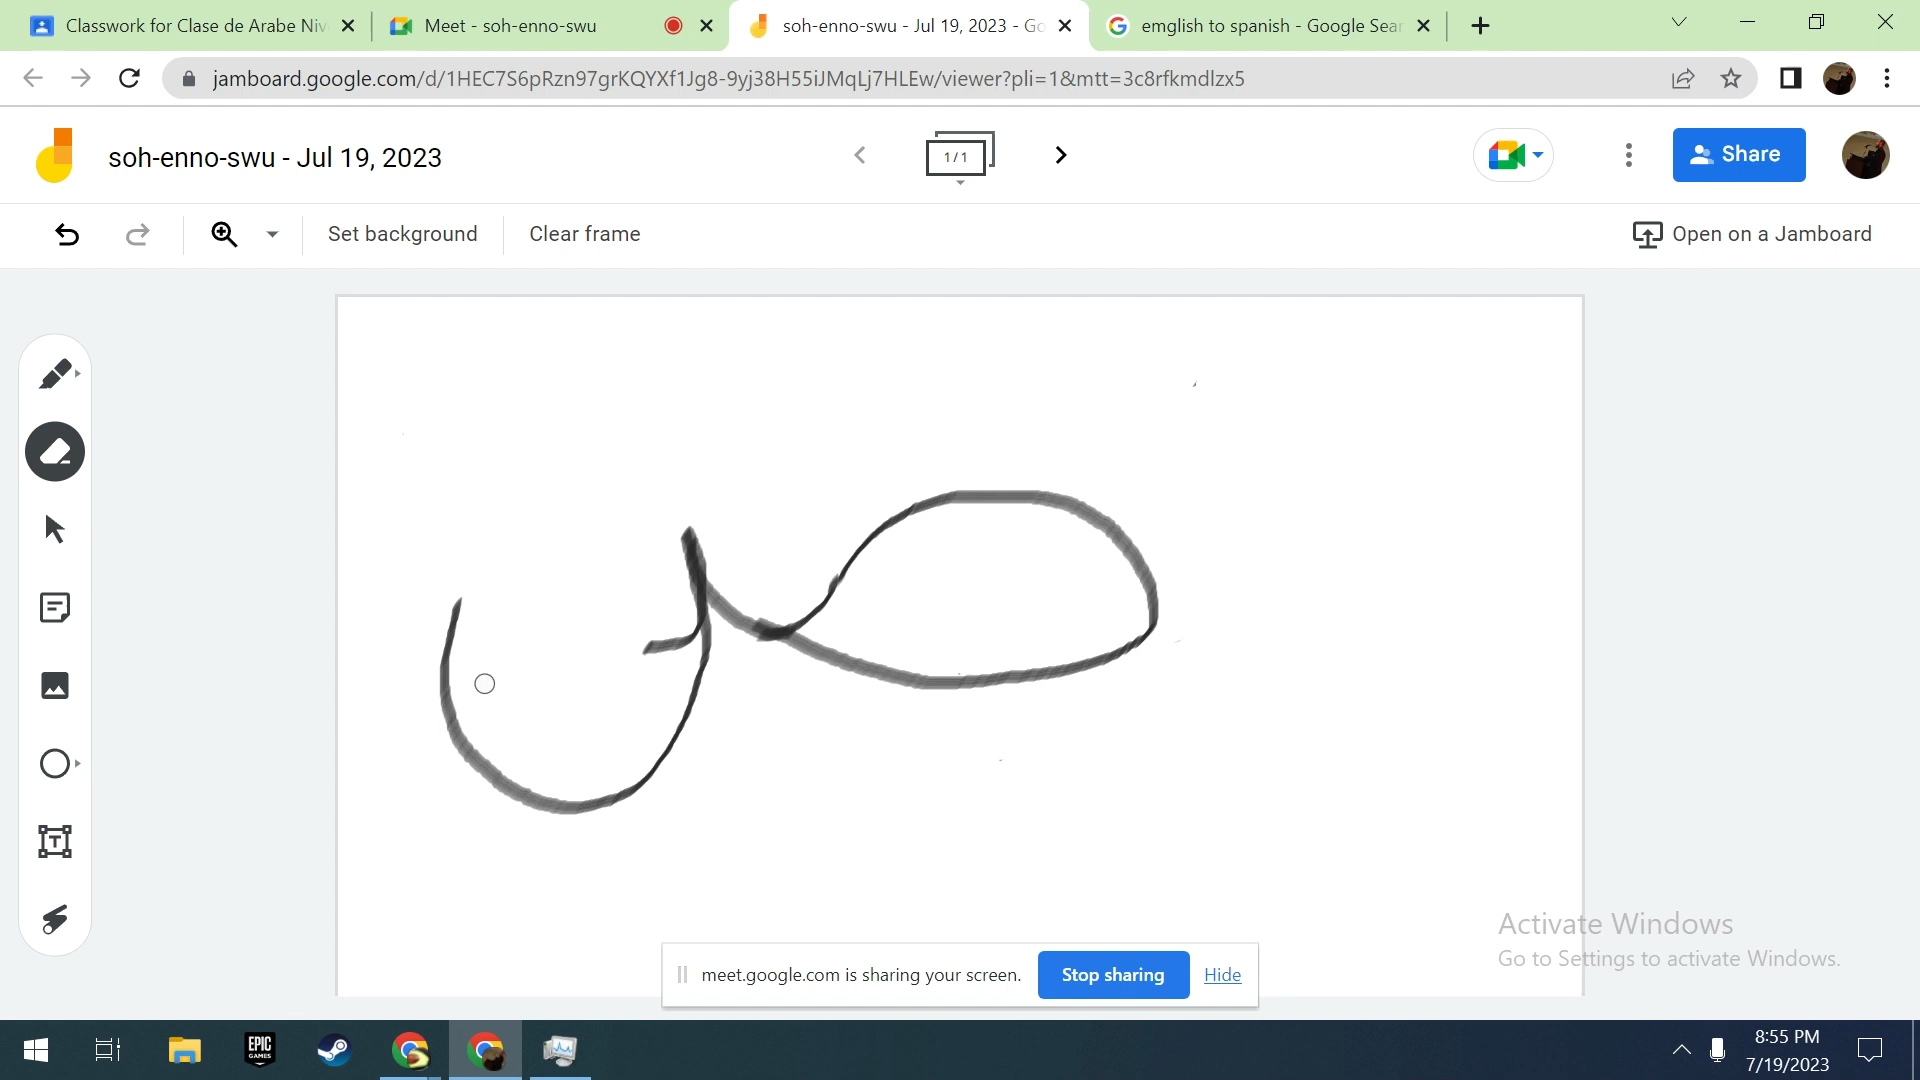 Classwork for Clase de Arabe Niv
Meet - soh-enno-swu
soh-enno-swu - Jul 19, 2023 - Go
emglish to spanish - Google Sear
jamboard.google.com/d/1HEC7S6pRzn97grKQYXf1Jg8-9yj38H55iJMqLj7HLEw/viewer?pli=1&mtt=3c8rfkmdlzx5
soh-enno-swu - Jul 19, 2023
1/1
Share
Set background
Clear frame
Open on a Jamboard
ص
Activate Windows
Go to Settings to activate Windows.
meet.google.com is sharing your screen.
Stop sharing
Hide
EPIC
GAMES
8:55 PM
7/19/2023